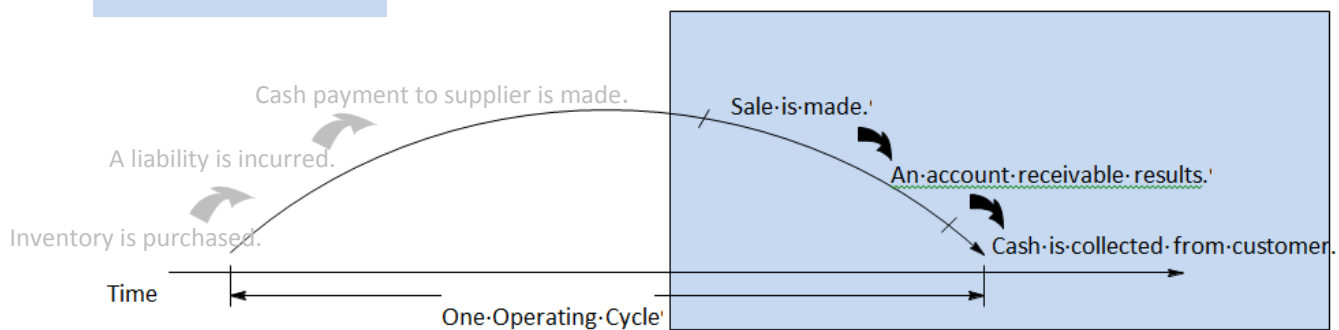 Cash payment to supplier is made.
Sale·is·made.
A liability is incurred.
An·account·receivable·results.
Inventory is purchased.
Cash·is·collected·from·customer.
Time
One·Operating·Cycle